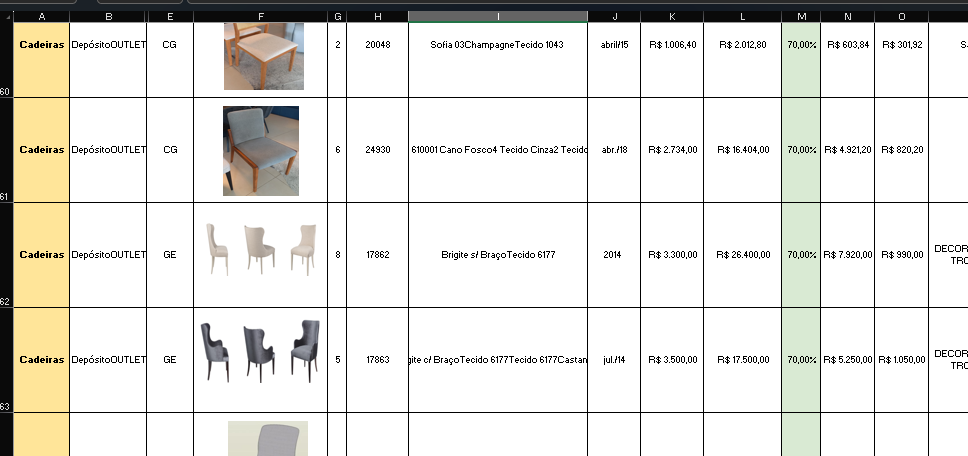 A B E F G H I J K L M N O
Cadeiras DepósitoOUTLET CG 2 20048 Sofia 03ChampagneTecido 1043 abril/15 R$ 1.006,40 R$ 2.012,80 70,00% R$ 603,84 R$ 301,92
60
Cadeiras DepósitoOUTLET CG 6 24930 610001 Cano Fosco4 Tecido Cinza2 Tecido abr./18 R$ 2.734,00 R$ 16.404,00 70,00% R$ 4.921,20 R$ 820,20
61
Cadeiras DepósitoOUTLET GE 8 17862 Brigite s/ BraçoTecido 6177 2014 R$ 3.300,00 R$ 26.400,00 70,00% R$ 7.920,00 R$ 990,00 DECOR
TRO
62
Cadeiras DepósitoOUTLET GE 5 17863 gite c/ BraçoTecido 6177Tecido 6177Castan jul./14 R$ 3.500,00 R$ 17.500,00 70,00% R$ 5.250,00 R$ 1.050,00 DECOR
TRO
63